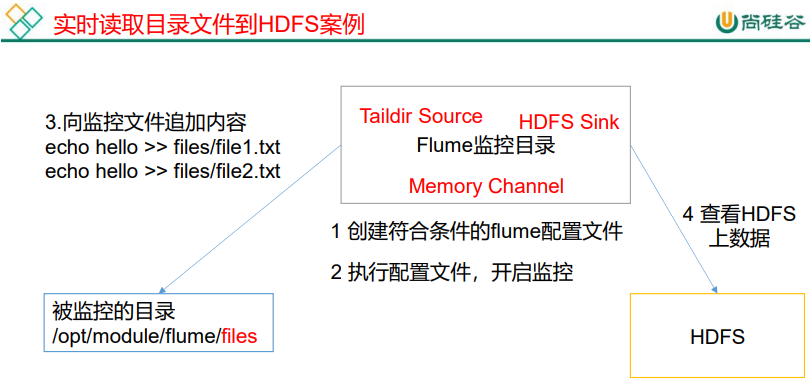 实时读取目录文件到HDFS案例
尚硅谷
3.向监控文件追加内容
echo hello >> files/file1.txt
echo hello >> files/file2.txt
Taildir Source
HDFS Sink
Flume监控目录
Memory Channel
1 创建符合条件的flume配置文件
2 执行配置文件，开启监控
4 查看HDFS
上数据
被监控的目录
/opt/module/flume/files
HDFS